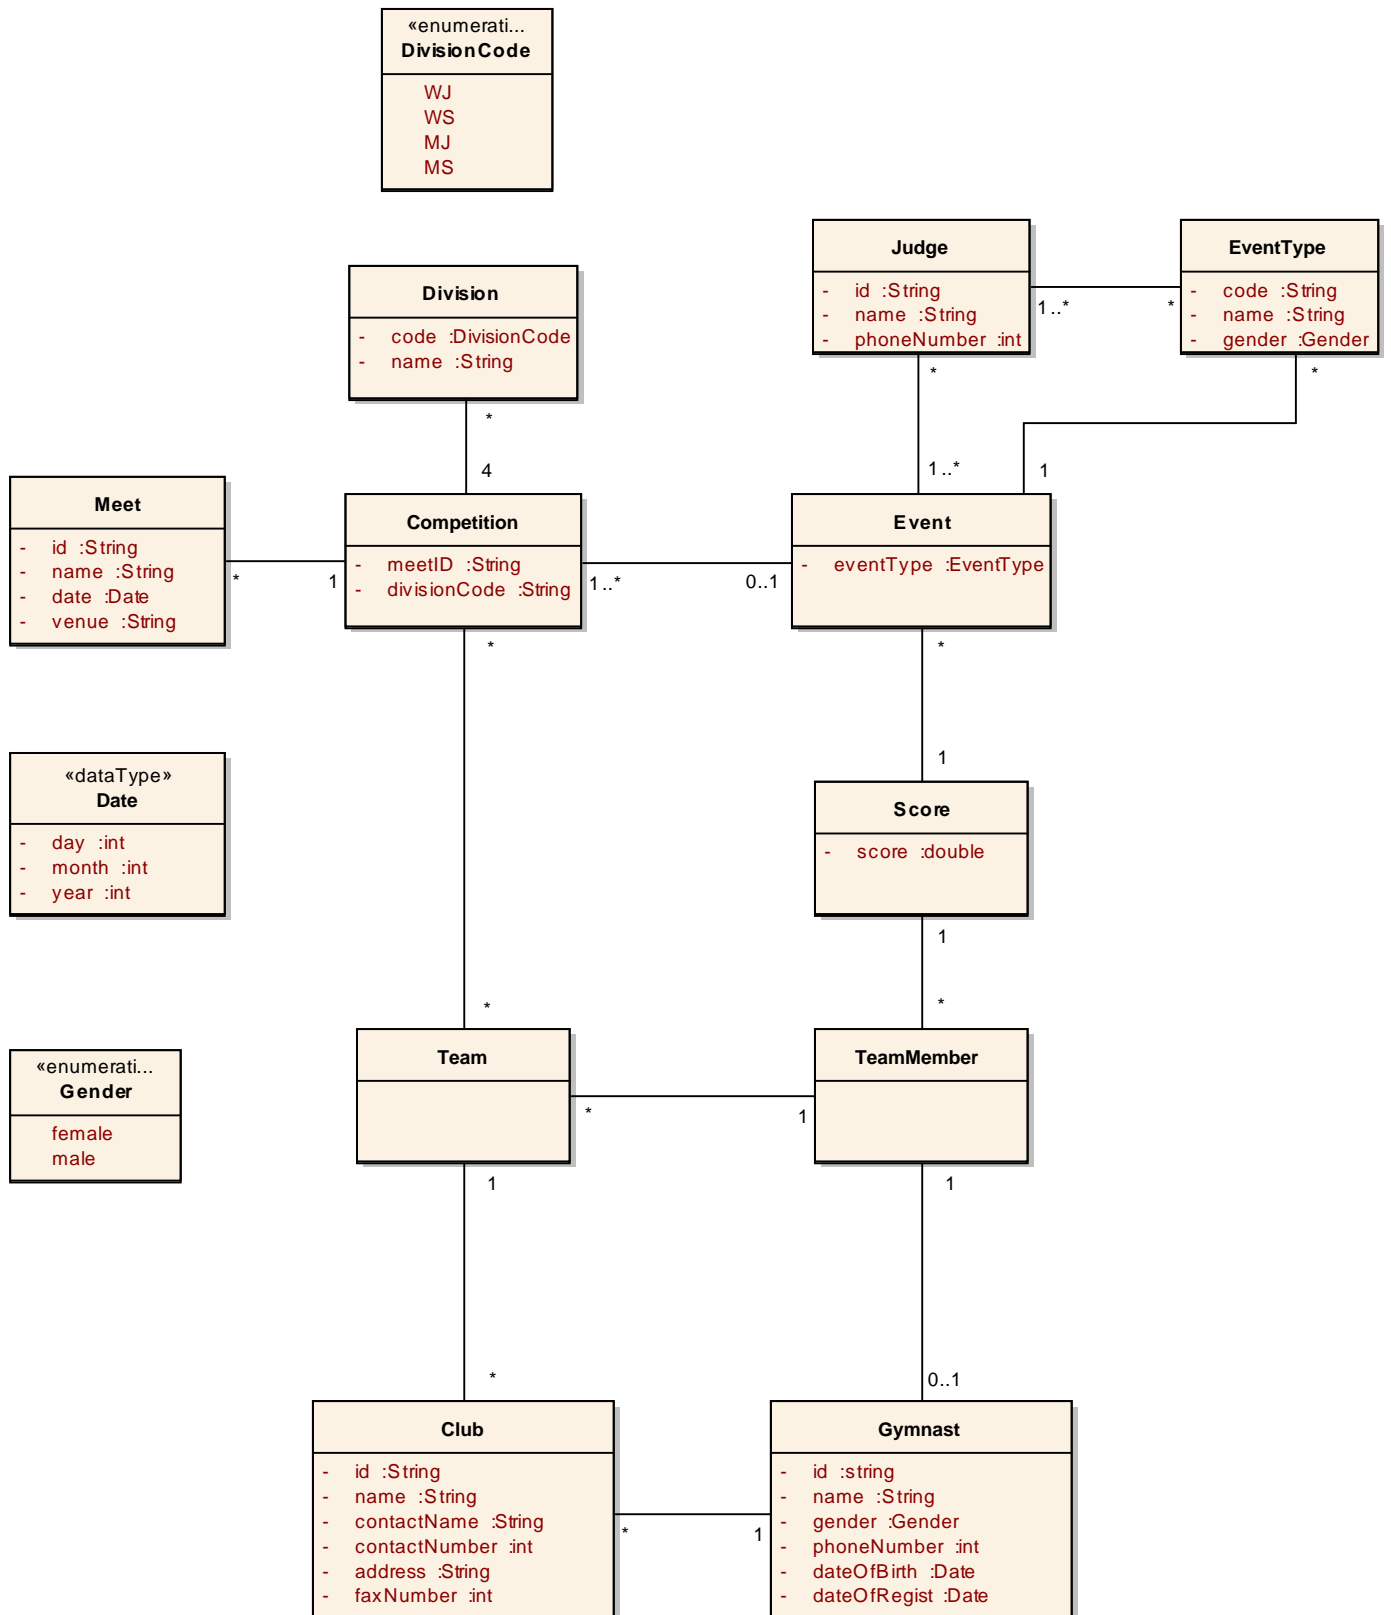 «enumerati...
DivisionCode
WJ
WS
MJ
MS
Judge
- id :String
- name :String
- phoneNumber :int
EventType
- code :String
- name :String
- gender :Gender
1..*
*
Division
- code :DivisionCode
- name :String
*
*
*
4
1..*
1
Meet
- id :String
- name :String
- date :Date
- venue :String
Competition
- meetID :String
- divisionCode :String
Event
- eventType :EventType
*
1
1..*
0..1
*
*
1
«dataType»
Date
- day :int
- month :int
- year :int
Score
- score :double
1
*
*
Team
TeamMember
*
1
«enumerati...
Gender
female
male
1
1
*
0..1
Club
- id :String
- name :String
- contactName :String
- contactNumber :int
- address :String
- faxNumber :int
Gymnast
- id :string
- name :String
- gender :Gender
- phoneNumber :int
- dateOfBirth :Date
- dateOfRegist :Date
*
1